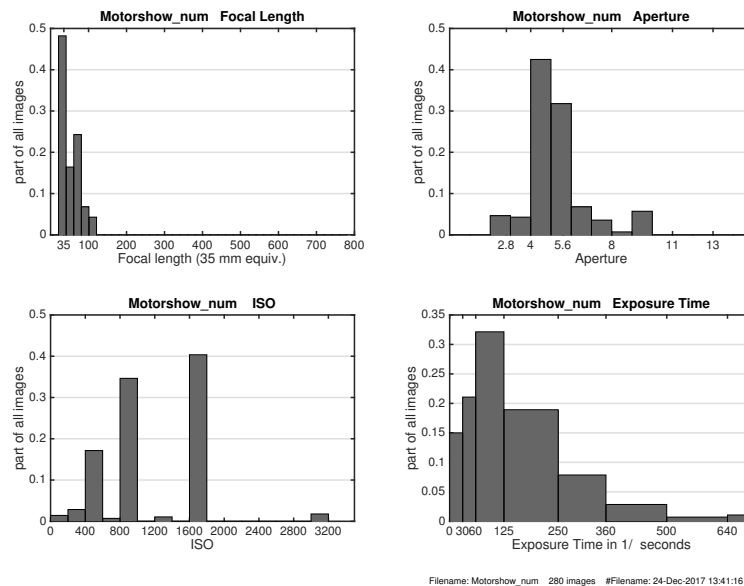 Motorshow_num Focal Length
0.5
0.4
0.3
0.2
0.1
0
part of all images
35 100 200 300 400 500 600 700 800
Focal length (35 mm equiv.)
Motorshow_num Aperture
0.5
0.4
0.3
0.2
0.1
0
part of all images
2.8 4 5.6 8 11 13
Aperture
Motorshow_num ISO
0.5
0.4
0.3
0.2
0.1
0
part of all images
0 400 800 1200 1600 2000 2400 2800 3200
ISO
Motorshow_num Exposure Time
0.35
0.3
0.25
0.2
0.15
0.1
0.05
0
part of all images
0 30 60 125 250 360 500 640
Exposure Time in 1/ seconds
Filename: Motorshow_num 280 images #Filename: 24-Dec-2017 13:41:16